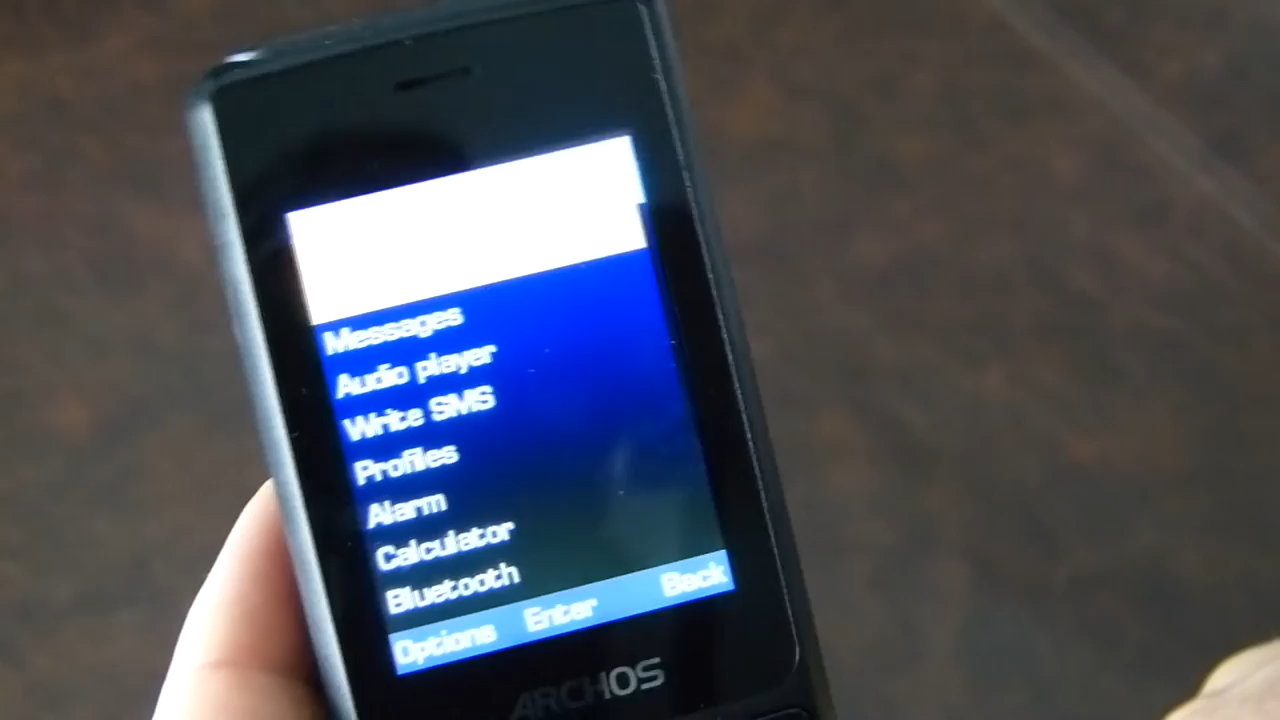 Messages
Audio player
Write SMS
Profiles
Alarm
Calculator
Bluetooth
Options Enter Back
ARCHOS